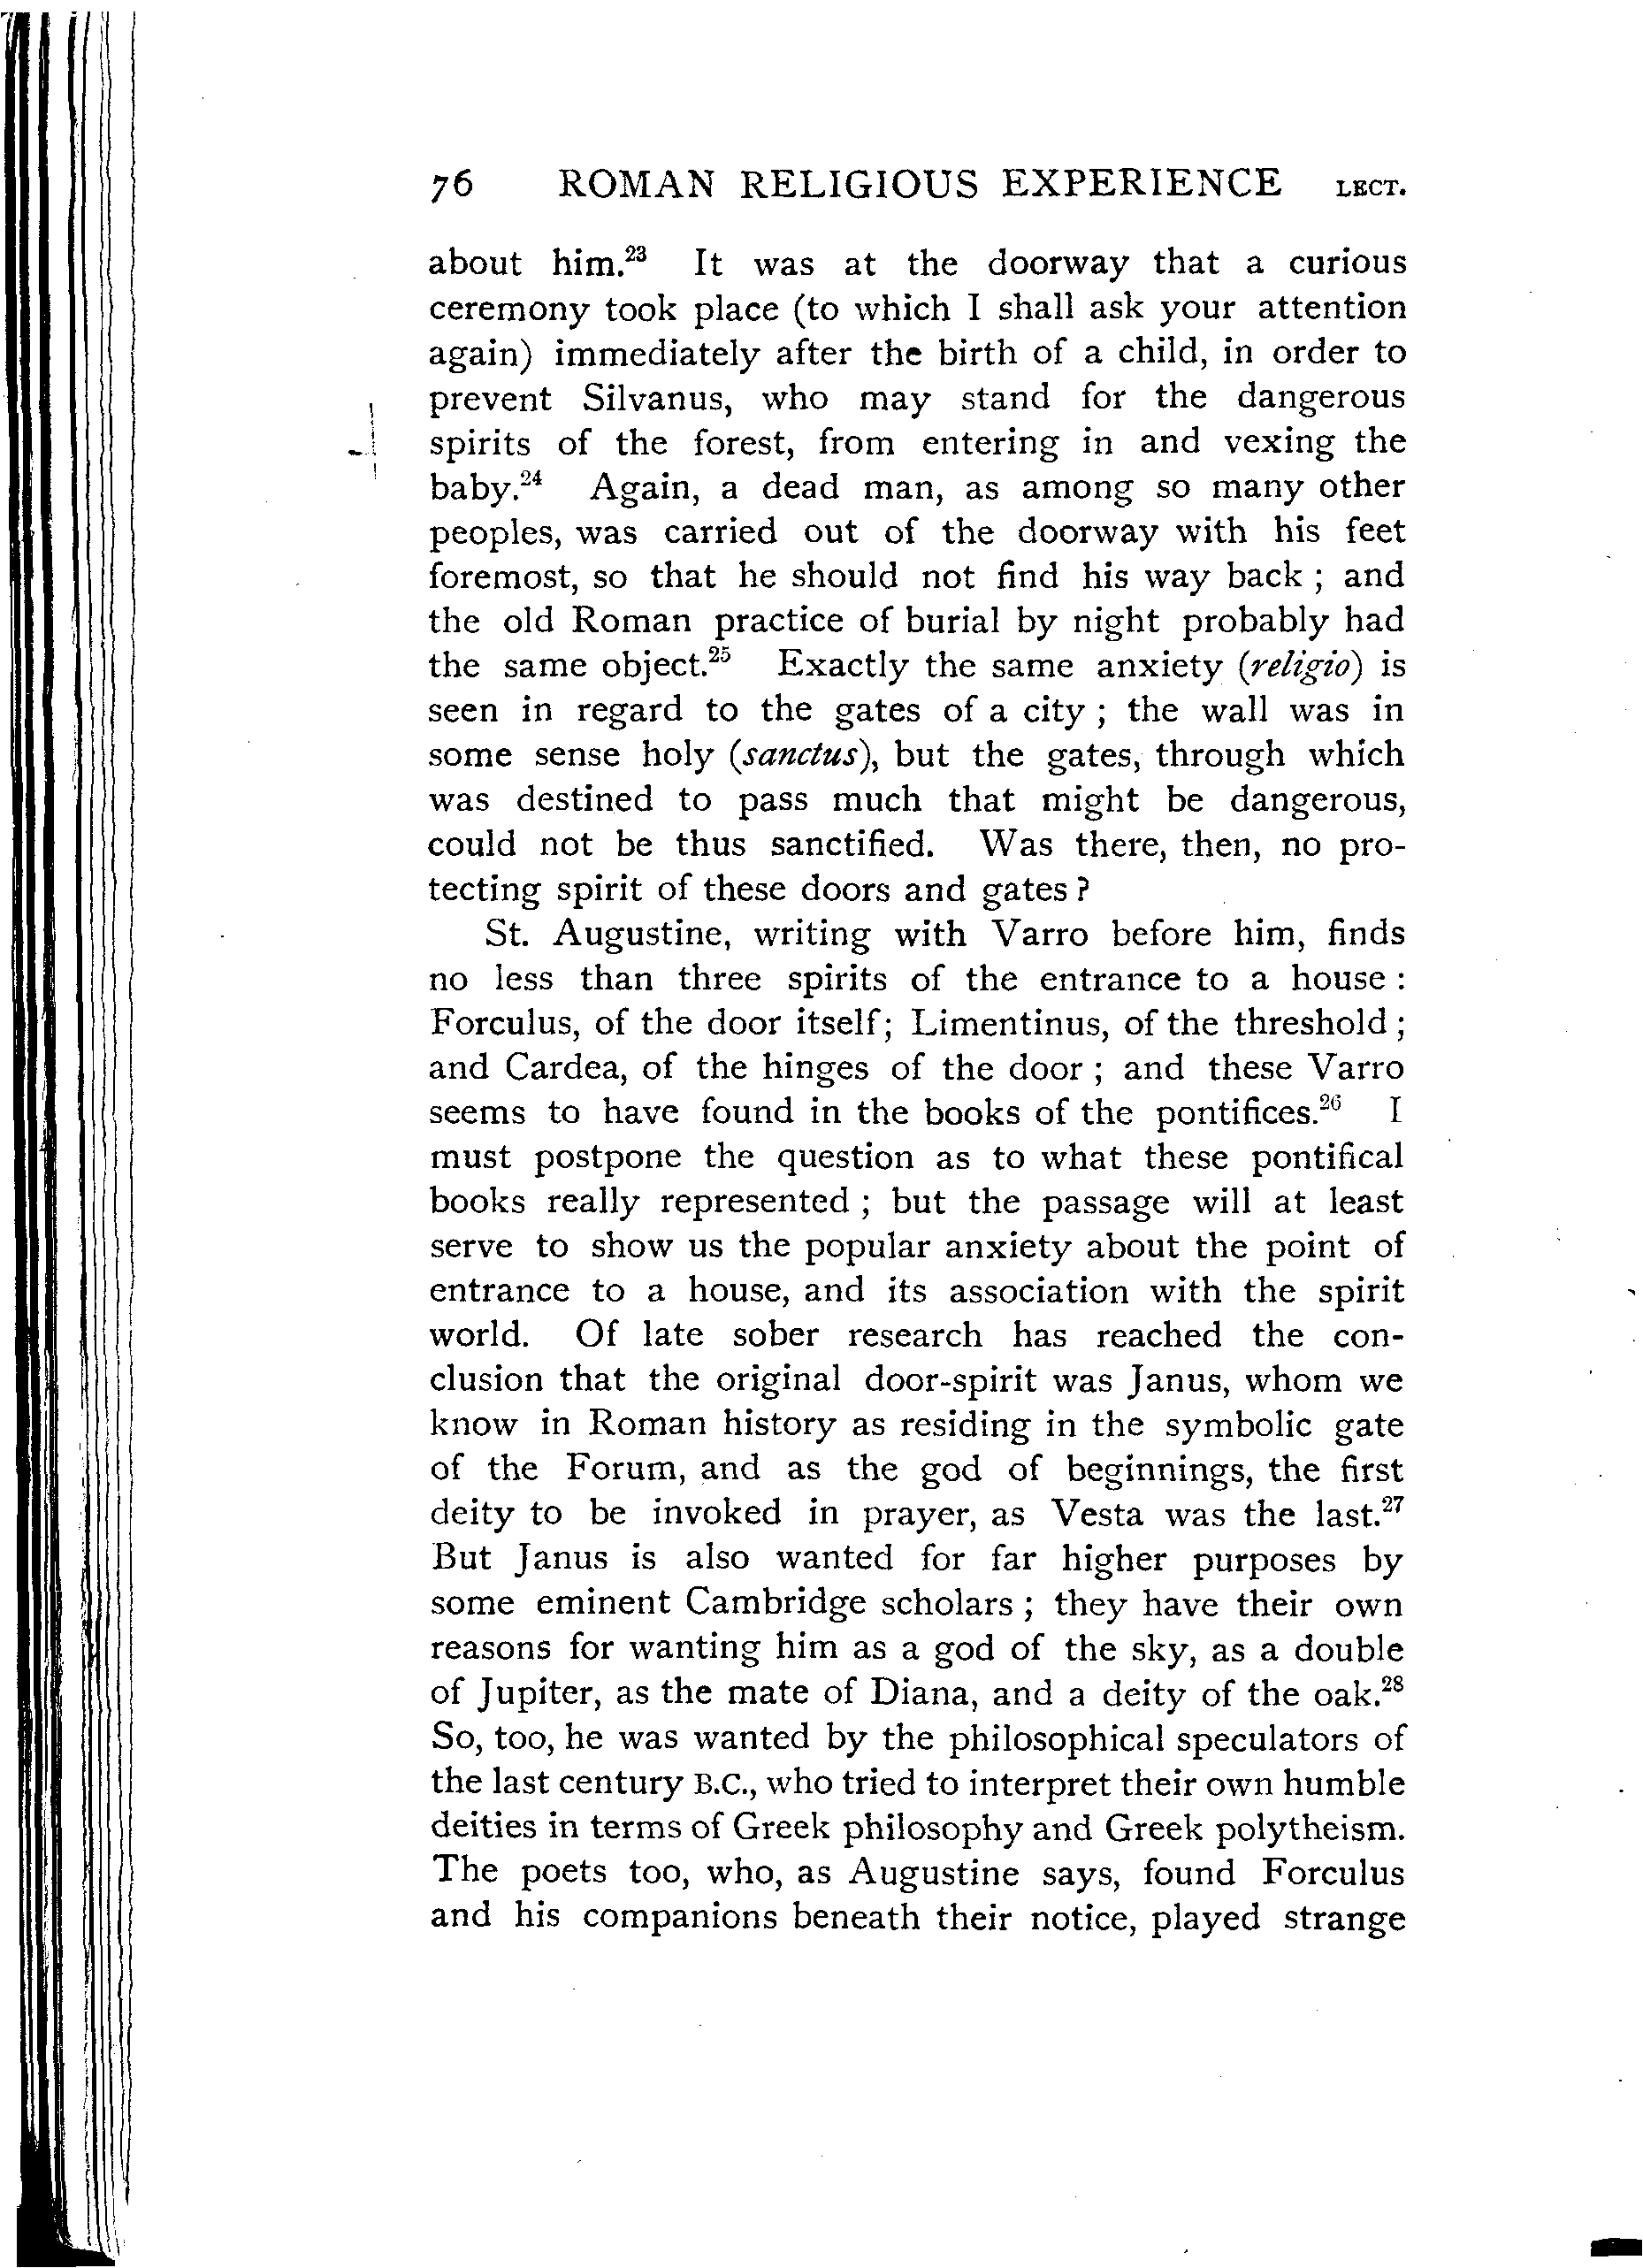 76 ROMAN RELIGIOUS EXPERIENCE LECT.
about him.²³ It was at the doorway that a curious
ceremony took place (to which I shall ask your attention
again) immediately after the birth of a child, in order to
prevent Silvanus, who may stand for the dangerous
spirits of the forest, from entering in and vexing the
baby.²⁴ Again, a dead man, as among so many other
peoples, was carried out of the doorway with his feet
foremost, so that he should not find his way back ; and
the old Roman practice of burial by night probably had
the same object.²⁵ Exactly the same anxiety (religio) is
seen in regard to the gates of a city ; the wall was in
some sense holy (sanctus), but the gates, through which
was destined to pass much that might be dangerous,
could not be thus sanctified. Was there, then, no pro-
tecting spirit of these doors and gates ?
St. Augustine, writing with Varro before him, finds
no less than three spirits of the entrance to a house :
Forculus, of the door itself; Limentinus, of the threshold ;
and Cardea, of the hinges of the door ; and these Varro
seems to have found in the books of the pontifices.²⁶ I
must postpone the question as to what these pontifical
books really represented ; but the passage will at least
serve to show us the popular anxiety about the point of
entrance to a house, and its association with the spirit
world. Of late sober research has reached the con-
clusion that the original door-spirit was Janus, whom we
know in Roman history as residing in the symbolic gate
of the Forum, and as the god of beginnings, the first
deity to be invoked in prayer, as Vesta was the last.²⁷
But Janus is also wanted for far higher purposes by
some eminent Cambridge scholars ; they have their own
reasons for wanting him as a god of the sky, as a double
of Jupiter, as the mate of Diana, and a deity of the oak.²⁸
So, too, he was wanted by the philosophical speculators of
the last century B.C., who tried to interpret their own humble
deities in terms of Greek philosophy and Greek polytheism.
The poets too, who, as Augustine says, found Forculus
and his companions beneath their notice, played strange